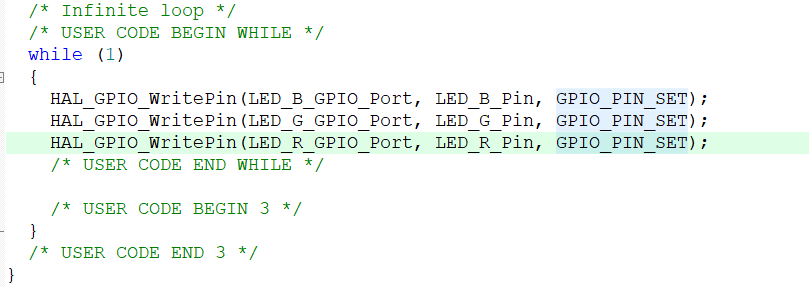 /* Infinite loop */
/* USER CODE BEGIN WHILE */
while (1)
{
HAL_GPIO_WritePin(LED_B_GPIO_Port, LED_B_Pin, GPIO_PIN_SET);
HAL_GPIO_WritePin(LED_G_GPIO_Port, LED_G_Pin, GPIO_PIN_SET);
HAL_GPIO_WritePin(LED_R_GPIO_Port, LED_R_Pin, GPIO_PIN_SET);
/* USER CODE END WHILE */
/* USER CODE BEGIN 3 */
}
/* USER CODE END 3 */
}